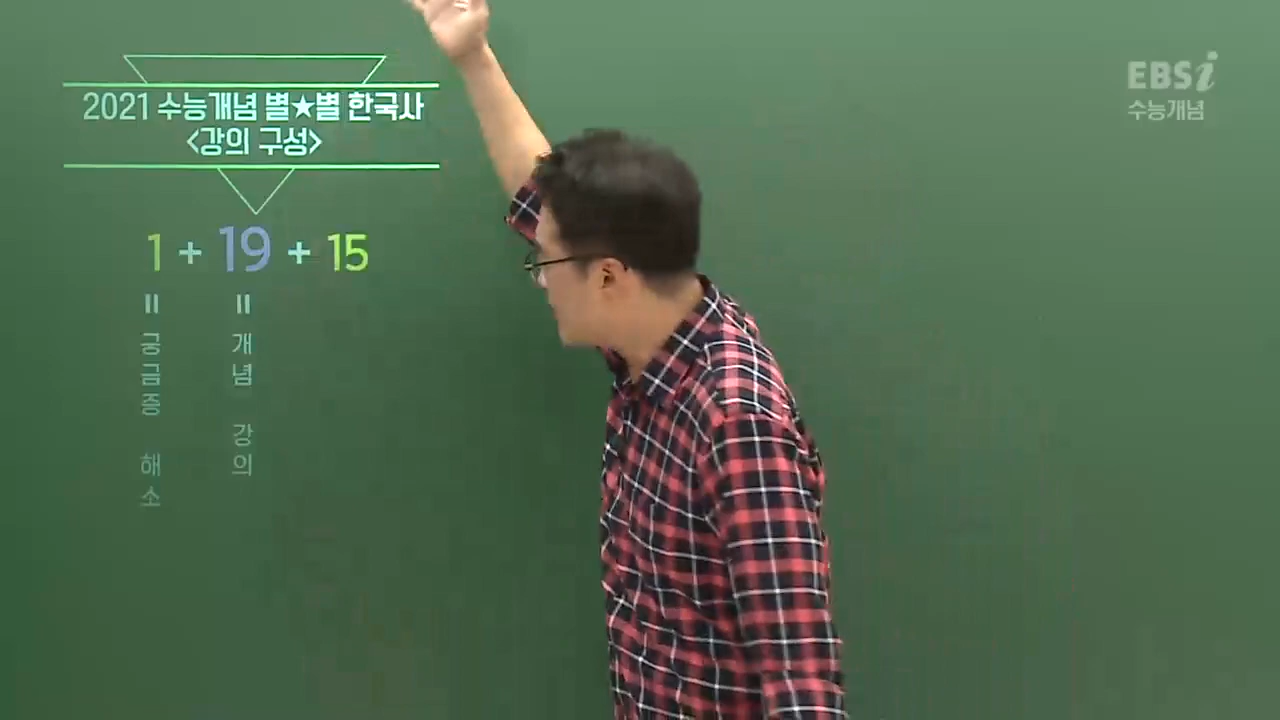 2021 수능개념 별★별 한국사
<강의 구성>
1 + 19 + 15
=
궁금증 해소
=
개념 강의
EBSi
수능개념